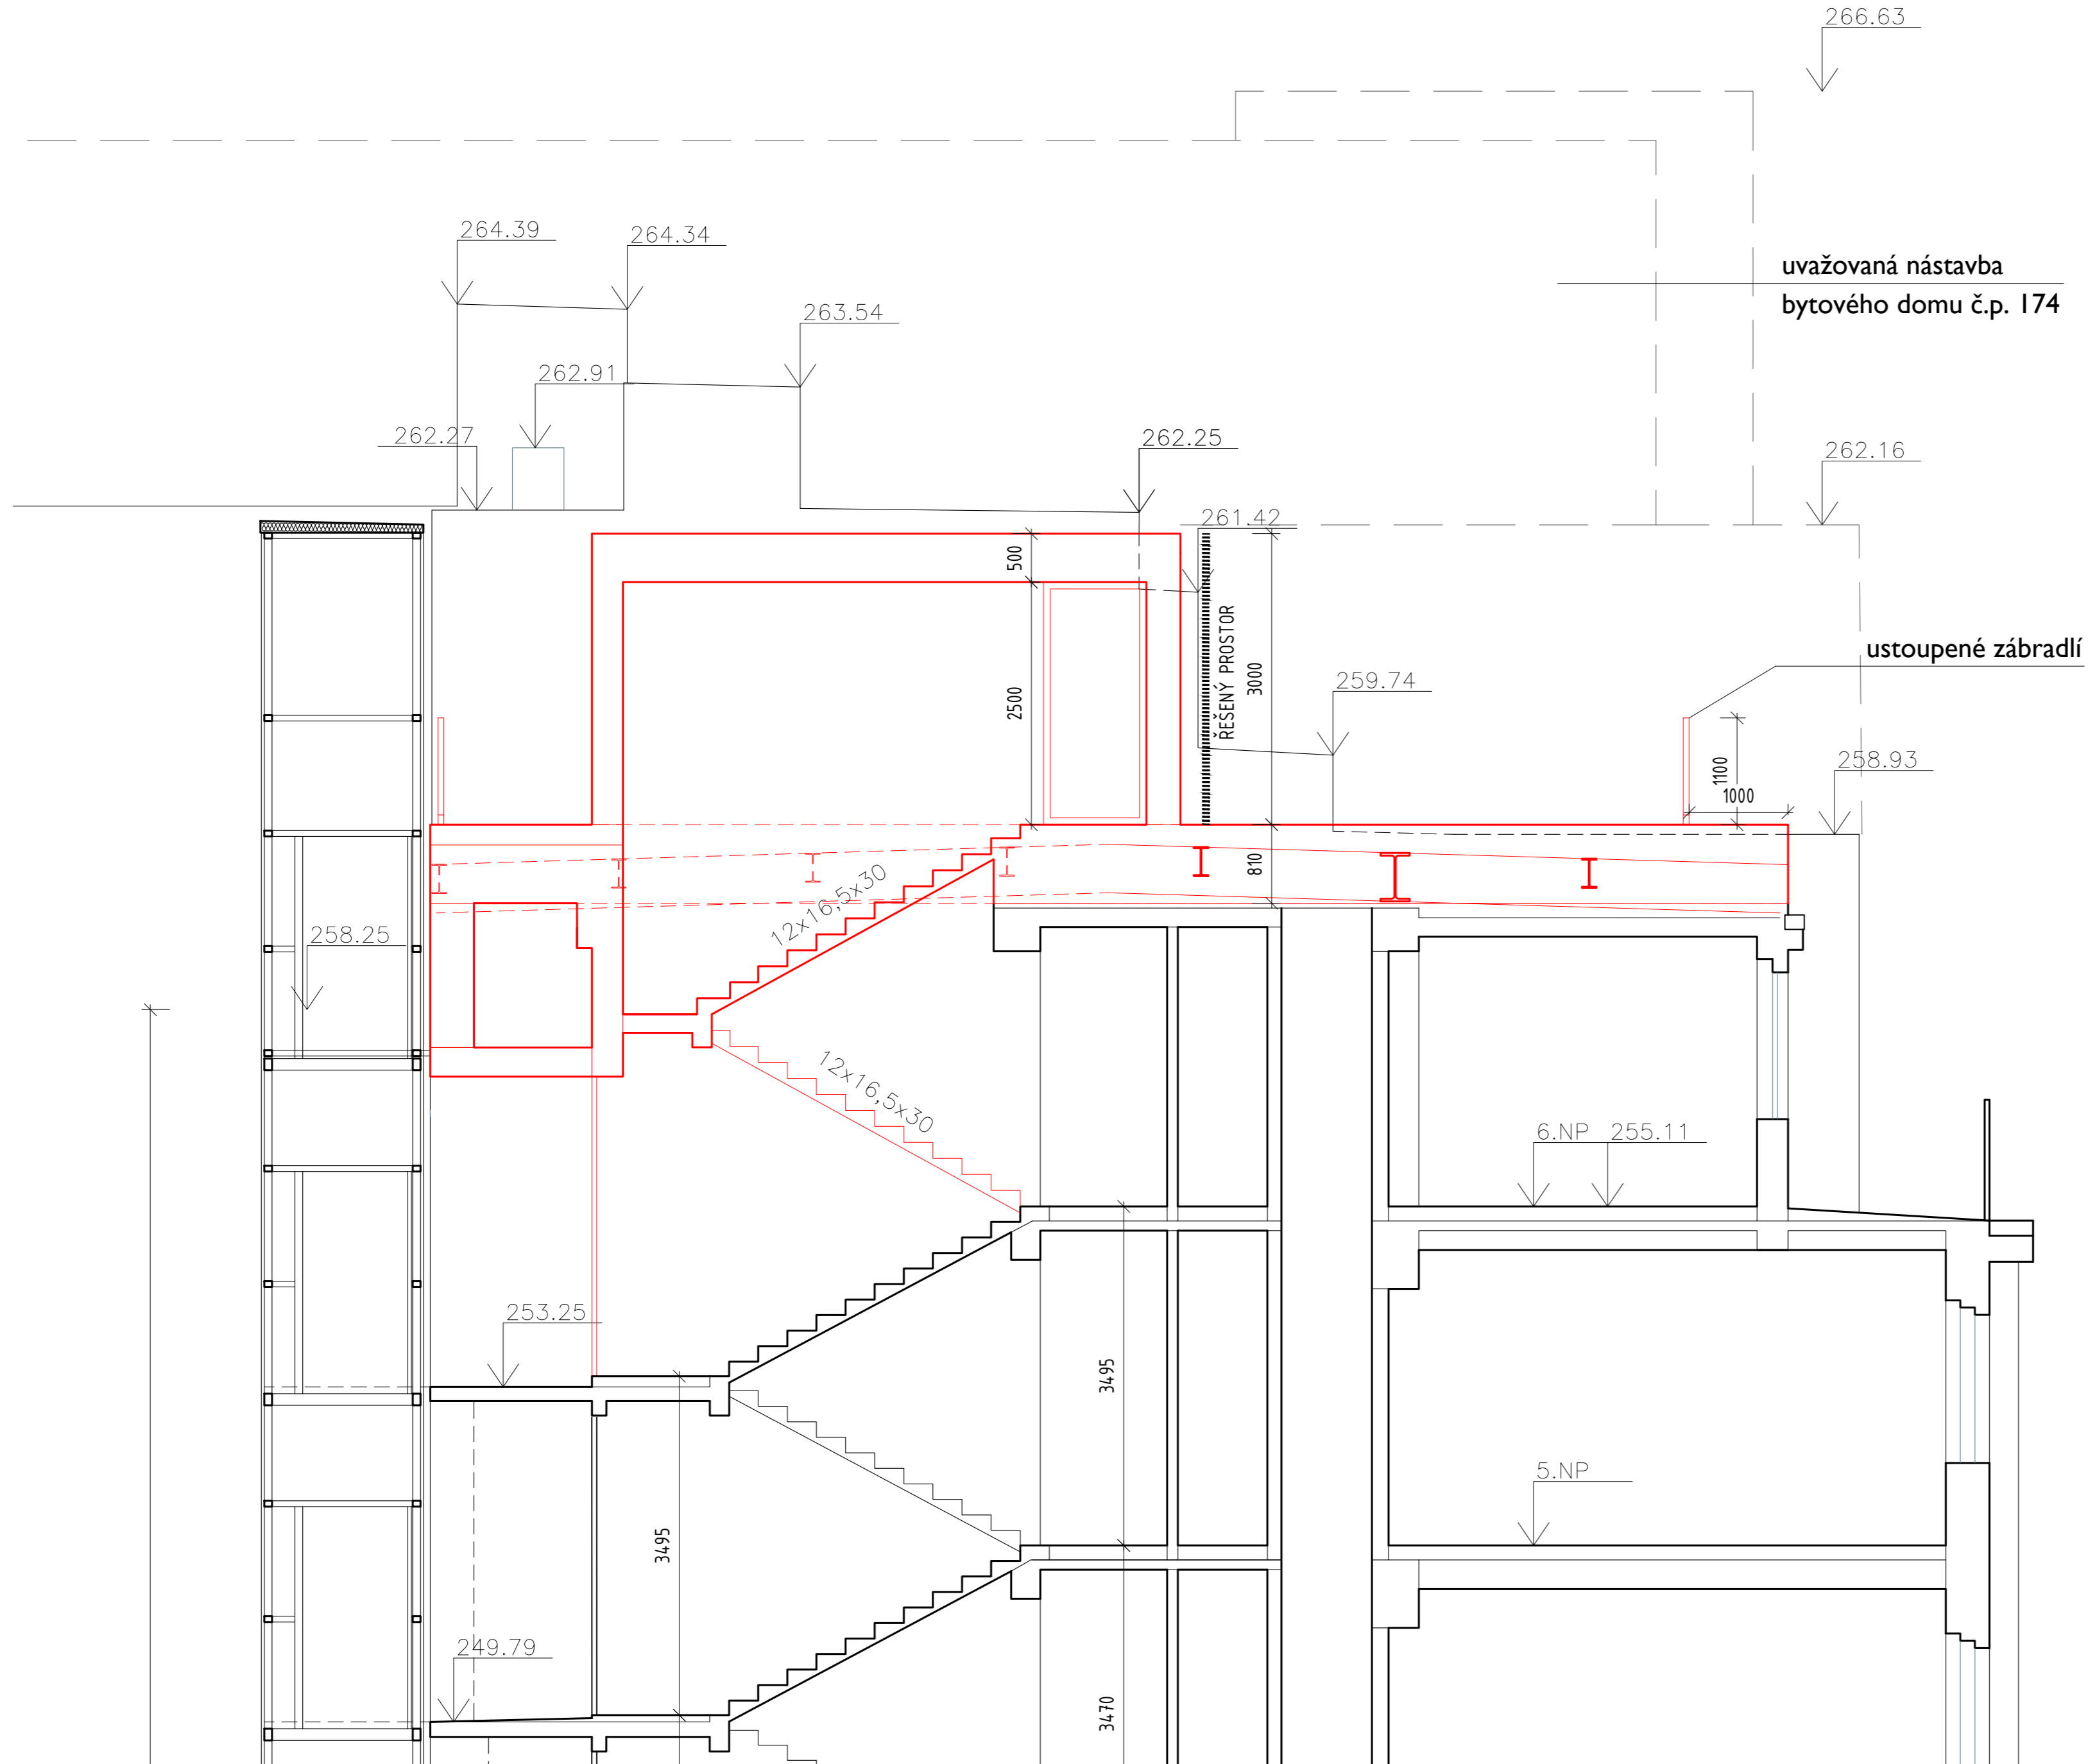 266.63
264.39
264.34
uvažovaná nástavba
bytového domu č.p. 174
263.54
262.91
262.27
262.25
262.16
261.42
500
ŘEŠENÝ PROSTOR
3000
2500
ustoupené zábradlí
259.74
1100
1000
258.93
810
12x16,5x30
258.25
12x16,5x30
6.NP 255.11
253.25
3495
5.NP
3495
249.79
3470